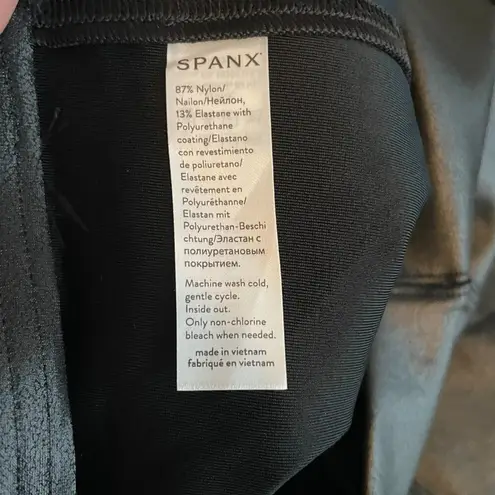 SPANX
87% Nylon/
Nailon/Нейлон,
13% Elastane with
Polyurethane
coating/Elastano
con revestimiento
de poliuretano/
Elastane avec
revêtement en
Polyuréthanne/
Elastan mit
Polyurethan-Beschi
chtung/Эластан с
полиуретановым
покрытием.
Machine wash cold,
gentle cycle.
Inside out.
Only non-chlorine
bleach when needed.
made in vietnam
fabriqué en vietnam